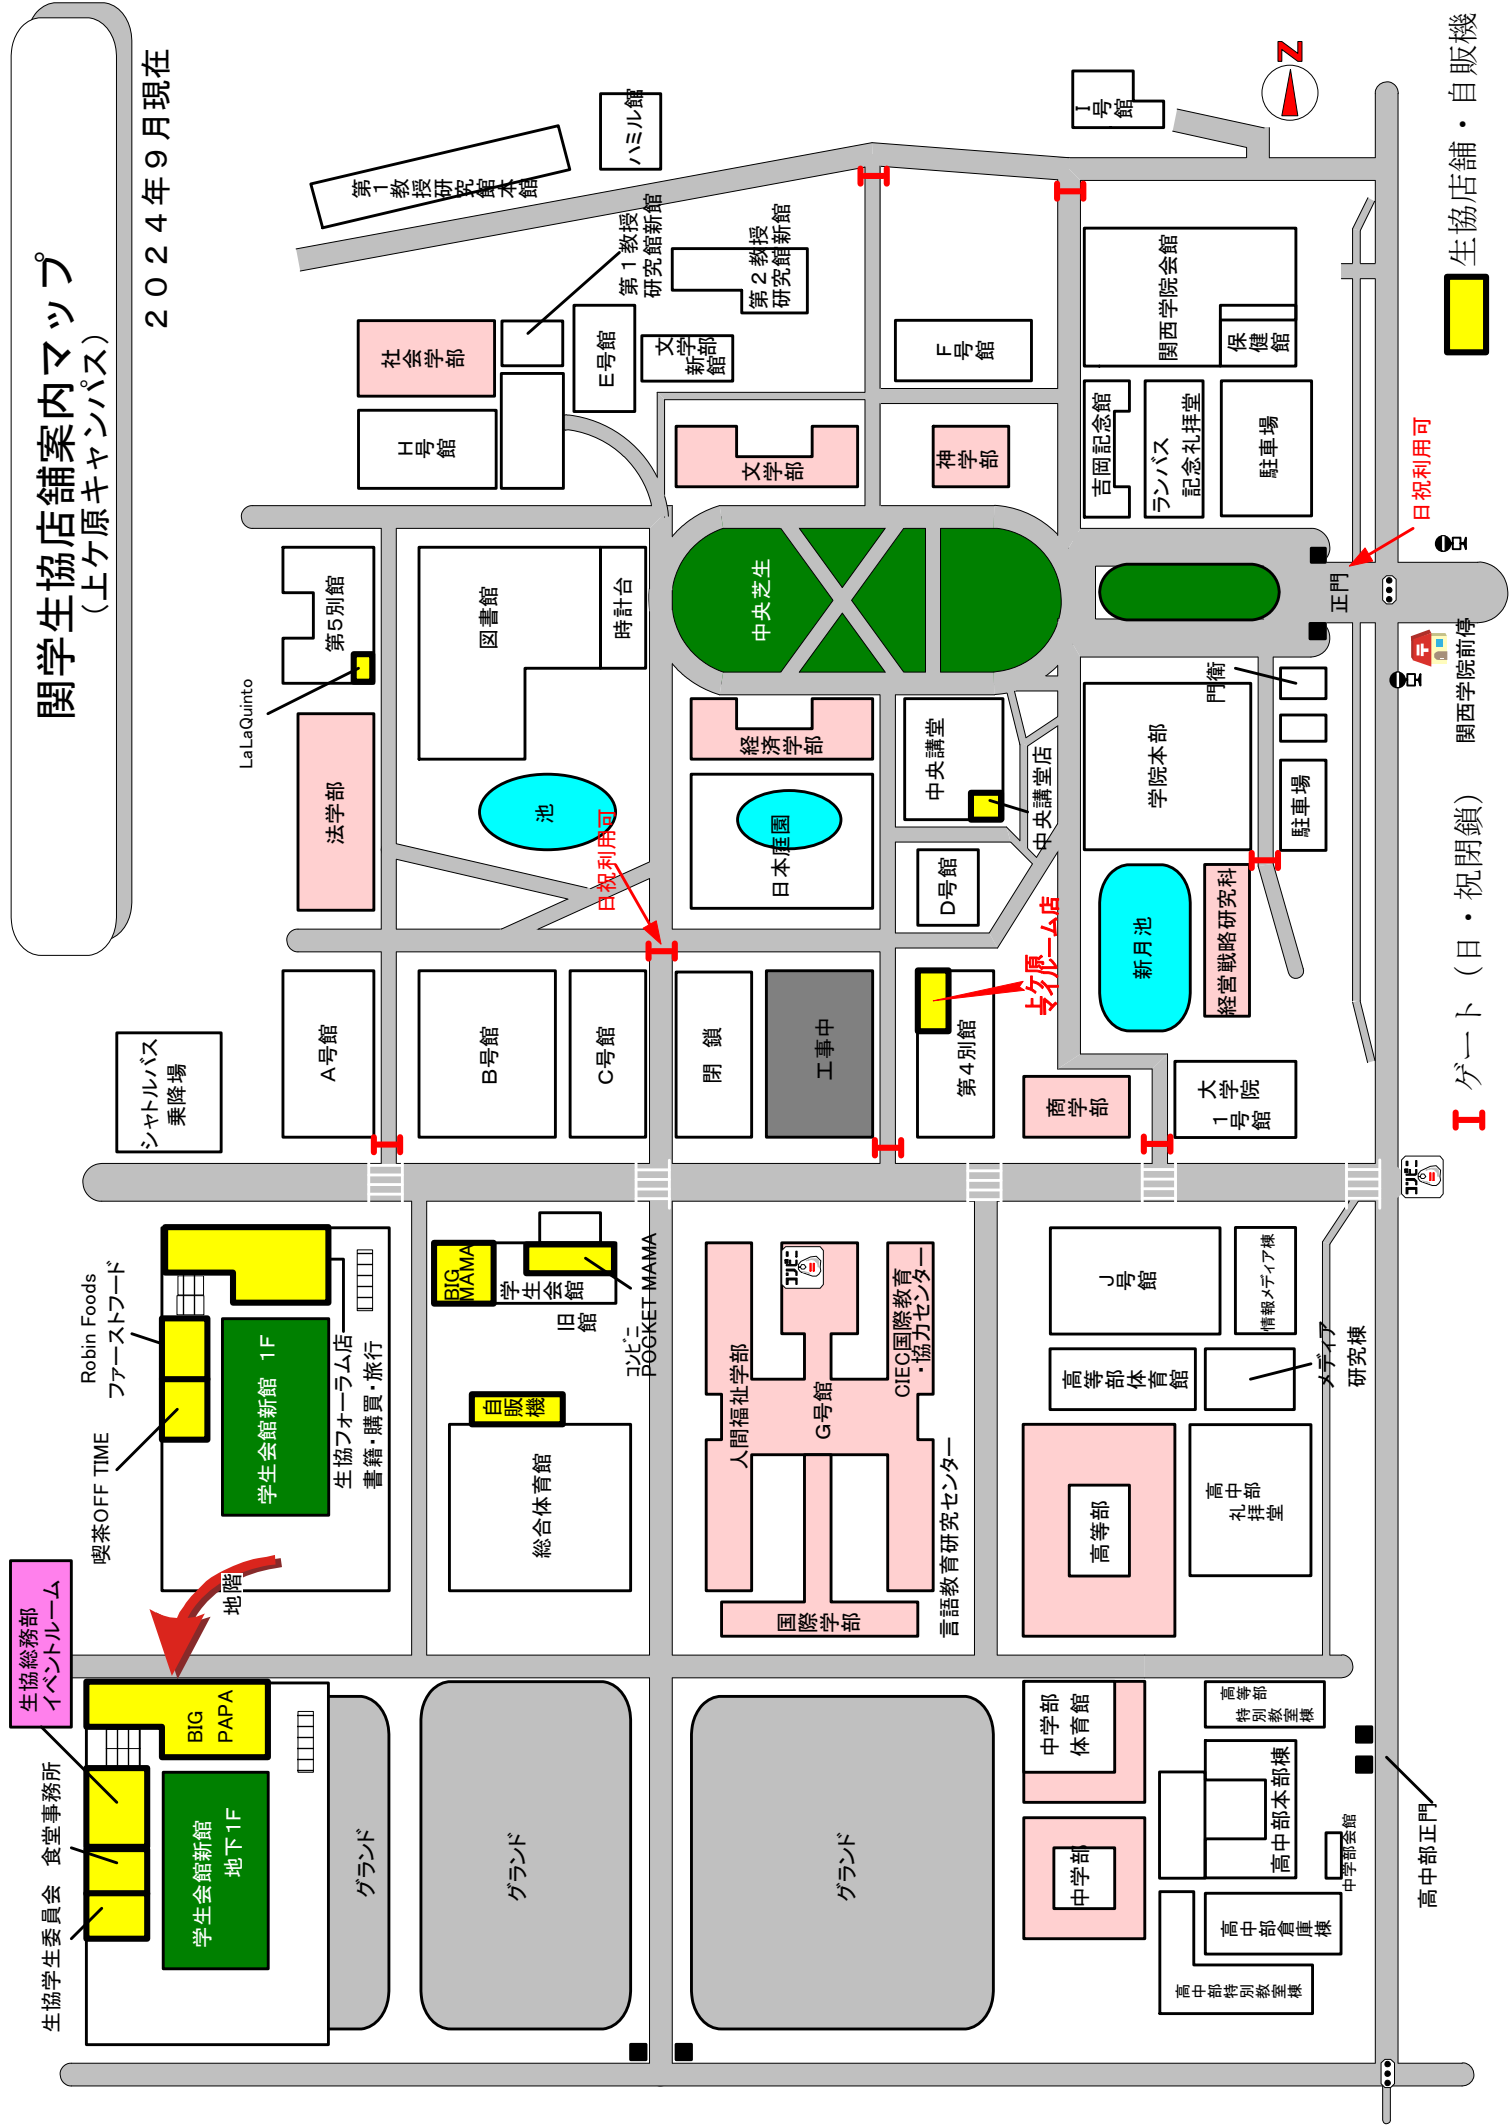 関学生協店舗案内マップ
（上ケ原キャンパス）
２０２４年９月現在
シャトルバス
乗降場
Robin Foods
ファーストフード
喫茶OFF TIME
学生会館新館　１F
生協フォーラム店
書籍・購買・旅行
地階
生協総務部
イベントルーム
BIG
PAPA
食堂事務所
生協学生委員会
学生会館新館
地下１F
グランド
グランド
グランド
第１教授研究館本館
ハミル館
社会学部
H号館
第１教授
研究館新館
E号館
文学部
新館
第２教授
研究館新館
文学部
F号館
神学部
I号館
関西学院会館
保健館
吉岡記念館
ランバス
記念礼拝堂
駐車場
第5別館
LaLaQuinto
法学部
図書館
時計台
池
日祝利用可
中央芝生
経済学部
日本庭園
中央講堂
中央講堂店
D号館
学院本部
門衛
駐車場
正門
日祝利用可
〒
関西学院前停
新月池
経営戦略研究科
A号館
B号館
C号館
閉　鎖
工事中
第４別館
上ケ原
マイルーム店
商学部
大学院
１号館
BIG
MAMA
学生会館
旧館
コンビニ
POCKET MAMA
自販機
総合体育館
人間福祉学部
コンビニ
G号館
CIEC国際教育
・協力センター
言語教育研究センター
国際学部
J号館
情報メディア棟
メディア
研究棟
高等部体育館
高等部
高中部
礼拝堂
コンビニ
中学部
体育館
中学部
高等部
特別教室棟
高中部本部棟
中学部会館
高中部倉庫棟
高中部特別教室棟
高中部正門
N
ゲート（日・祝閉鎖）
生協店舗・自販機